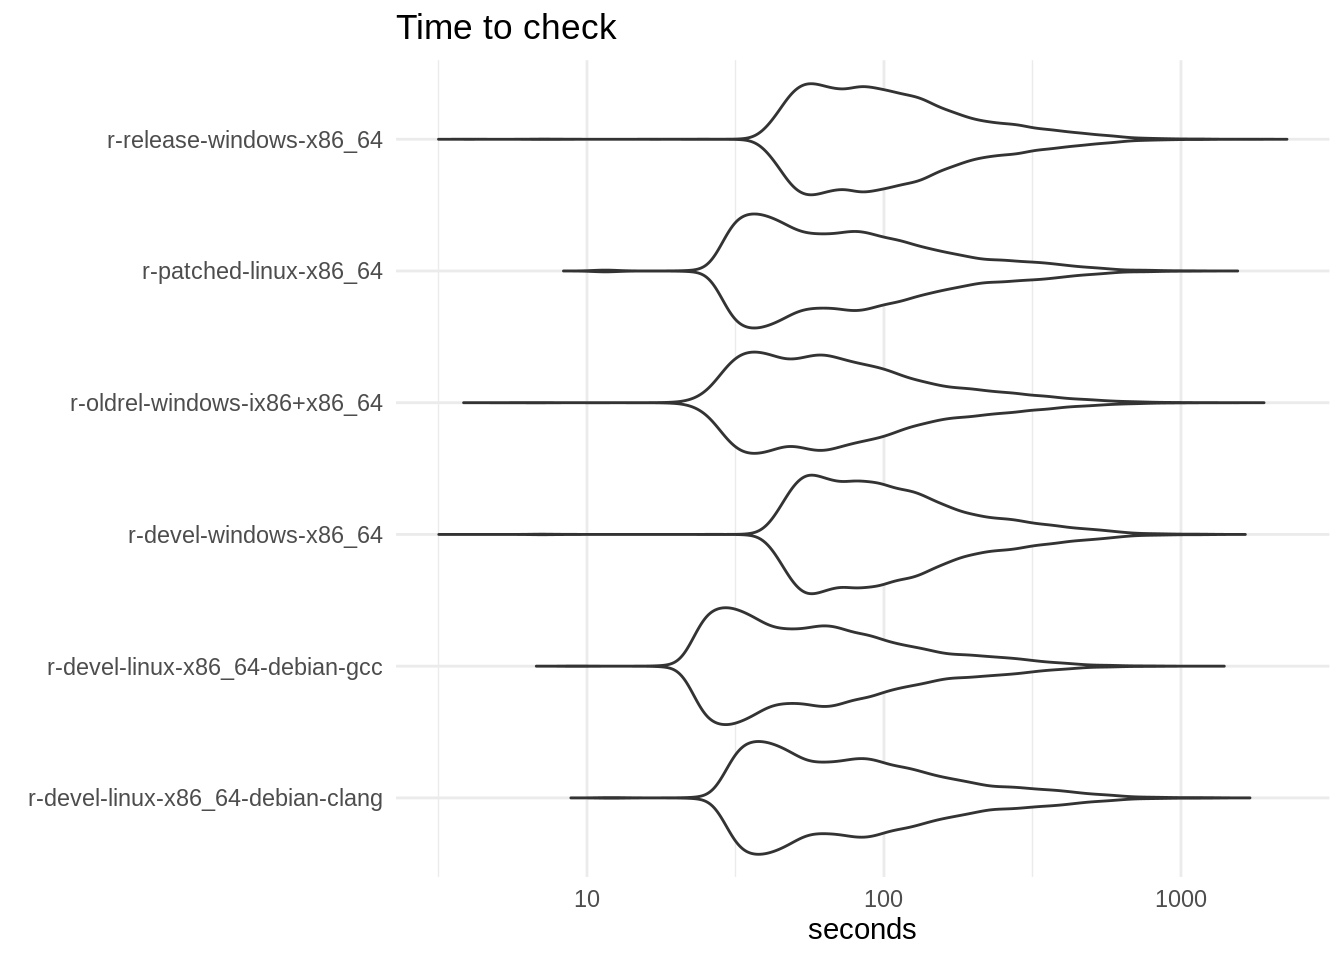 Time to check
r-release-windows-x86_64
r-patched-linux-x86_64
r-oldrel-windows-ix86+x86_64
r-devel-windows-x86_64
r-devel-linux-x86_64-debian-gcc
r-devel-linux-x86_64-debian-clang
10 100 1000
seconds